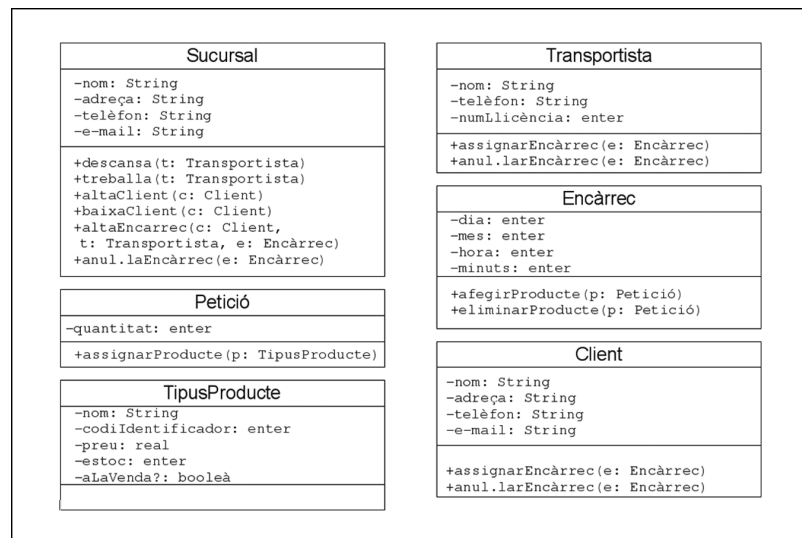 Sucursal
-nom: String
-adreça: String
-telèfon: String
-e-mail: String
+descansa(t: Transportista)
+treballa(t: Transportista)
+altaClient(c: Client)
+baixaClient(c: Client)
+altaEncarrec(c: Client,
t: Transportista, e: Encàrrec)
+anul.laEncàrrec(e: Encàrrec)
Petició
-quantitat: enter
+assignarProducte(p: TipusProducte)
TipusProducte
-nom: String
-codiIdentificador: enter
-preu: real
-estoc: enter
-aLaVenda?: booleà
Transportista
-nom: String
-telèfon: String
-numLlicència: enter
+assignarEncàrrec(e: Encàrrec)
+anul.larEncàrrec(e: Encàrrec)
Encàrrec
-dia: enter
-mes: enter
-hora: enter
-minuts: enter
+afegirProducte(p: Petició)
+eliminarProducte(p: Petició)
Client
-nom: String
-adreça: String
-telèfon: String
-e-mail: String
+assignarEncàrrec(e: Encàrrec)
+anul.larEncàrrec(e: Encàrrec)